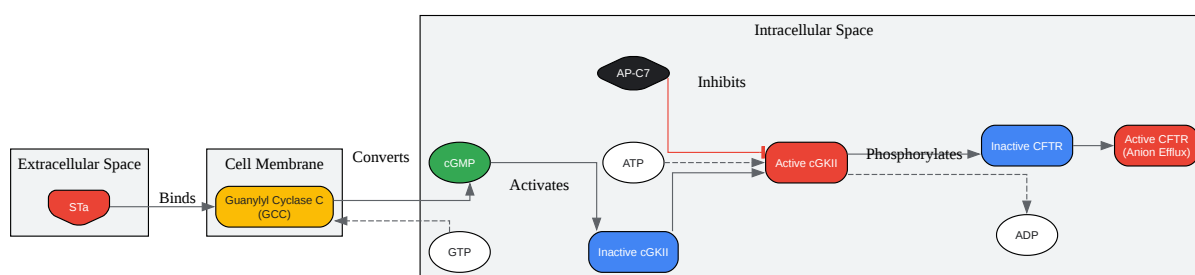 Intracellular Space
AP-C7
Inhibits
Extracellular Space
Cell Membrane
Converts
cGMP
ATP
Active cGKII
Phosphorylates
Inactive CFTR
Active CFTR
(Anion Efflux)
STa
Binds
Guanylyl Cyclase C
(GCC)
Activates
GTP
Inactive cGKII
ADP